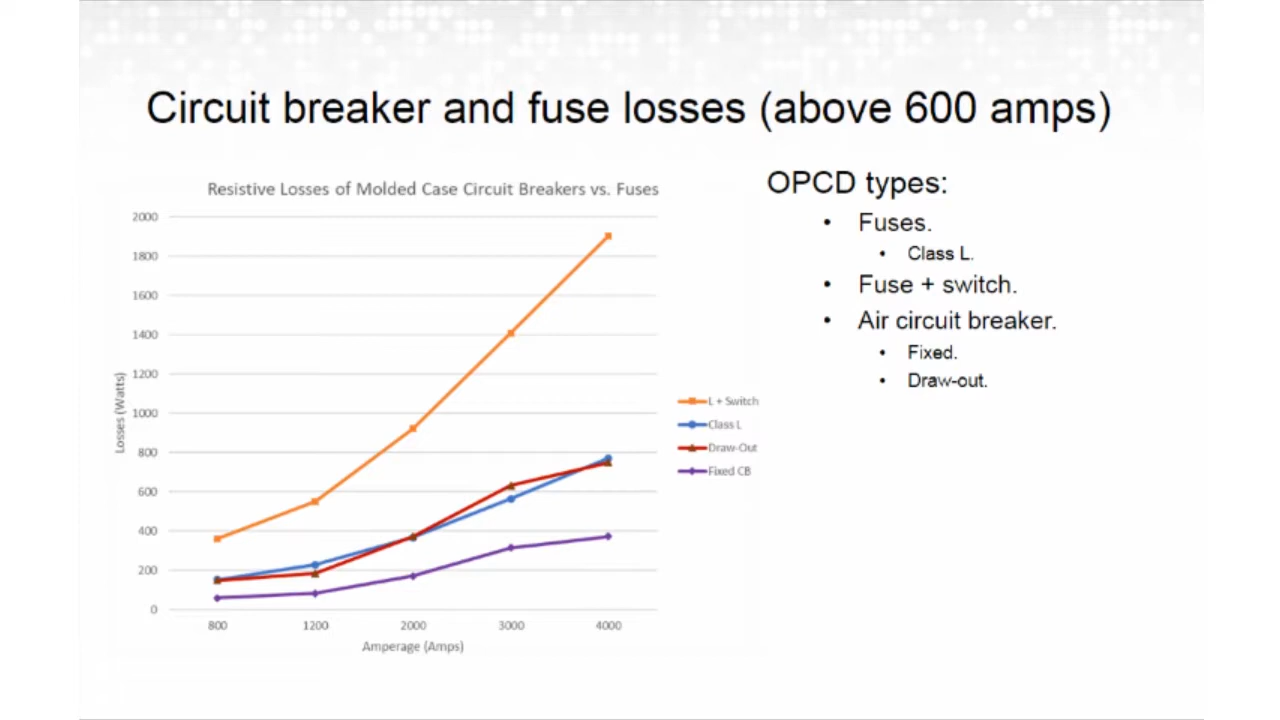 Circuit breaker and fuse losses (above 600 amps)
Resistive Losses of Molded Case Circuit Breakers vs. Fuses
2000
1800
1600
1400
1200
1000
800
600
400
200
0
Losses (Watts)
800 1200 2000 3000 4000
Amperage (Amps)
L + Switch
Class L
Draw-Out
Fixed CB
OPCD types:
• Fuses.
• Class L.
• Fuse + switch.
• Air circuit breaker.
• Fixed.
• Draw-out.